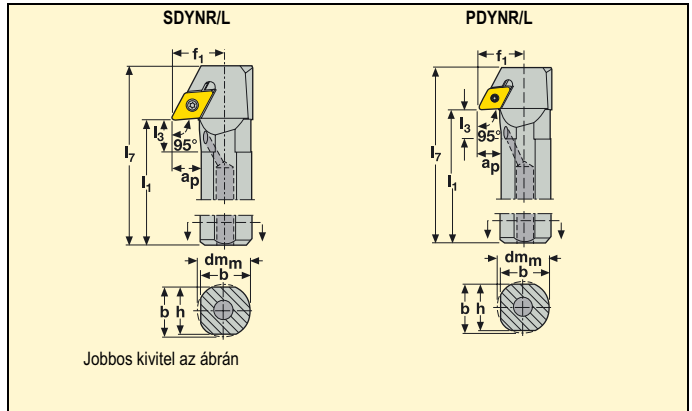 SDYNR/L
PDYNR/L
f1
f1
l3
95°
l7
l1
ap
l3
95°
l7
l1
ap
dmm
b
b h
dmm
b
b h
Jobbos kivitel az ábrán